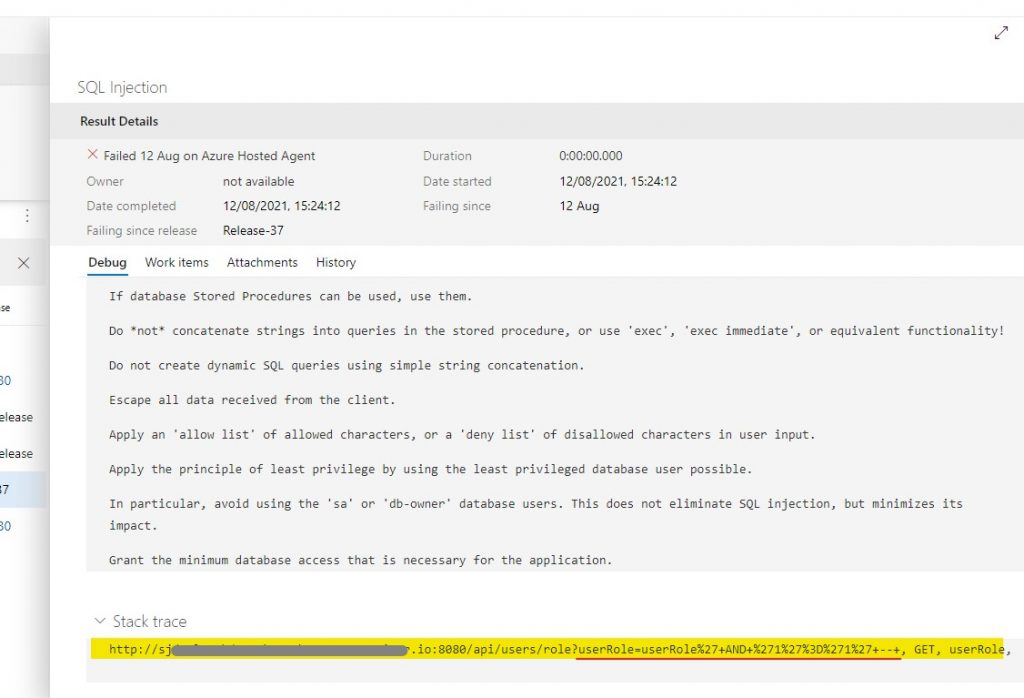 SQL Injection
Result Details
Failed 12 Aug on Azure Hosted Agent
Duration
0:00:00.000
Owner
not available
Date started
12/08/2021, 15:24:12
Date completed
12/08/2021, 15:24:12
Failing since
12 Aug
Failing since release
Release-37
se
Debug
Work items
Attachments
History
If database Stored Procedures can be used, use them.
Do *not* concatenate strings into queries in the stored procedure, or use 'exec', 'exec immediate', or equivalent functionality!
Do not create dynamic SQL queries using simple string concatenation.
30
Escape all data received from the client.
elease
Apply an 'allow list' of allowed characters, or a 'deny list' of disallowed characters in user input.
elease
Apply the principle of least privilege by using the least privileged database user possible.
37
In particular, avoid using the 'sa' or 'db-owner' database users. This does not eliminate SQL injection, but minimizes its
impact.
30
Grant the minimum database access that is necessary for the application.
Stack trace
http://sj .io:8080/api/users/role?userRole=userRole%27+AND+%271%27%3D%271%27+--+, GET, userRole,